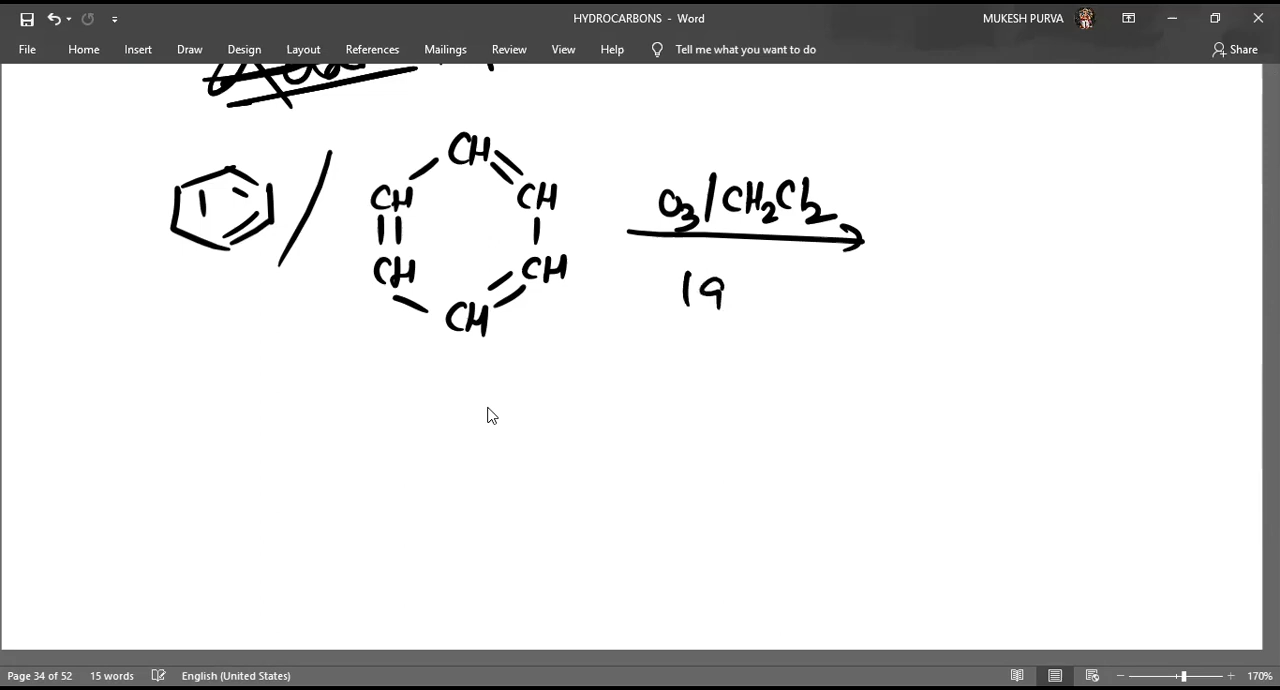 HYDROCARBONS - Word
MUKESH PURVA
File Home Insert Draw Design Layout References Mailings Review View Help Tell me what you want to do Share
CH
CH CH
O3/CH2Cl2
CH CH
19
CH
Page 34 of 52 15 words English (United States) 170%